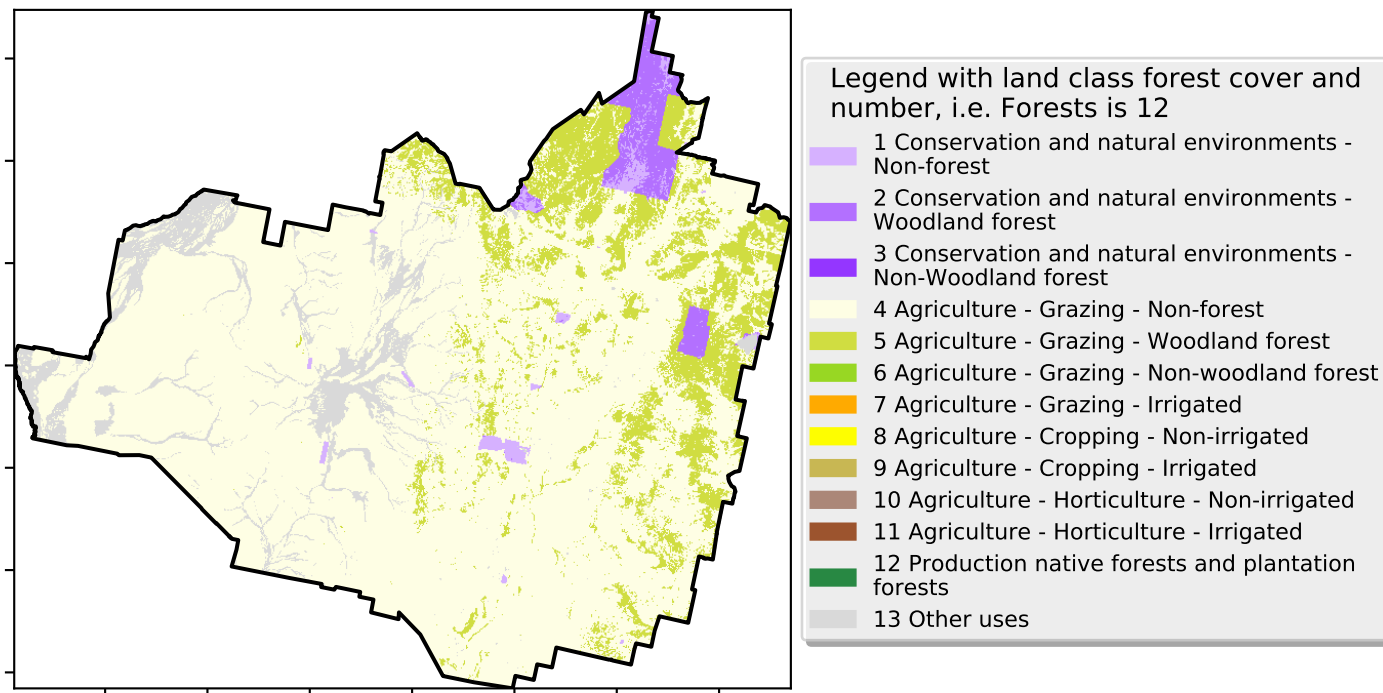 Legend with land class forest cover and
number, i.e. Forests is 12
1 Conservation and natural environments -
Non-forest
2 Conservation and natural environments -
Woodland forest
3 Conservation and natural environments -
Non-Woodland forest
4 Agriculture - Grazing - Non-forest
5 Agriculture - Grazing - Woodland forest
6 Agriculture - Grazing - Non-woodland forest
7 Agriculture - Grazing - Irrigated
8 Agriculture - Cropping - Non-irrigated
9 Agriculture - Cropping - Irrigated
10 Agriculture - Horticulture - Non-irrigated
11 Agriculture - Horticulture - Irrigated
12 Production native forests and plantation
forests
13 Other uses